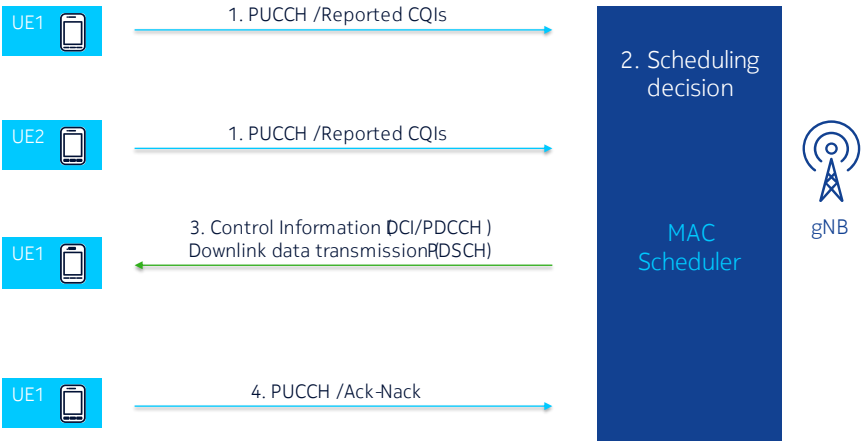 UE1
1. PUCCH /Reported CQIs
2. Scheduling
decision
UE2
1. PUCCH /Reported CQIs
gNB
UE1
3. Control Information (DCI/PDCCH )
Downlink data transmission(PDSCH)
MAC
Scheduler
UE1
4. PUCCH /Ack-Nack